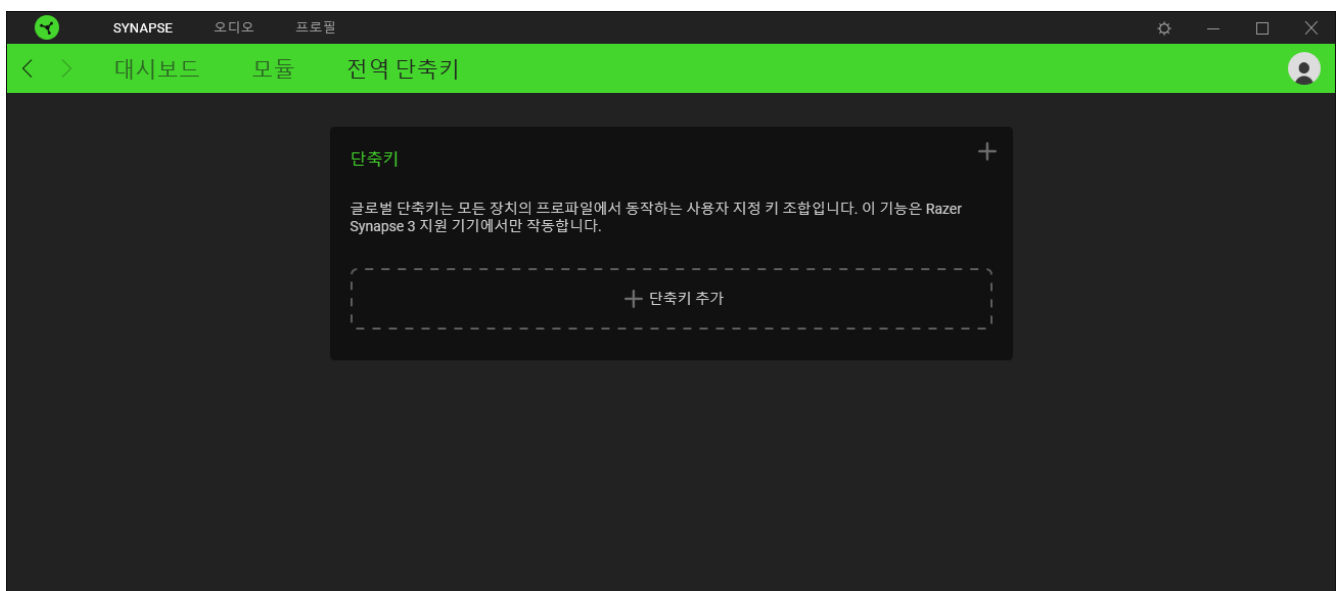 SYNAPSE 오디오 프로필
대시보드 모듈 전역 단축키
단축키
글로벌 단축키는 모든 장치의 프로파일에서 동작하는 사용자 지정 키 조합입니다. 이 기능은 Razer
Synapse 3 지원 기기에서만 작동합니다.
단축키 추가